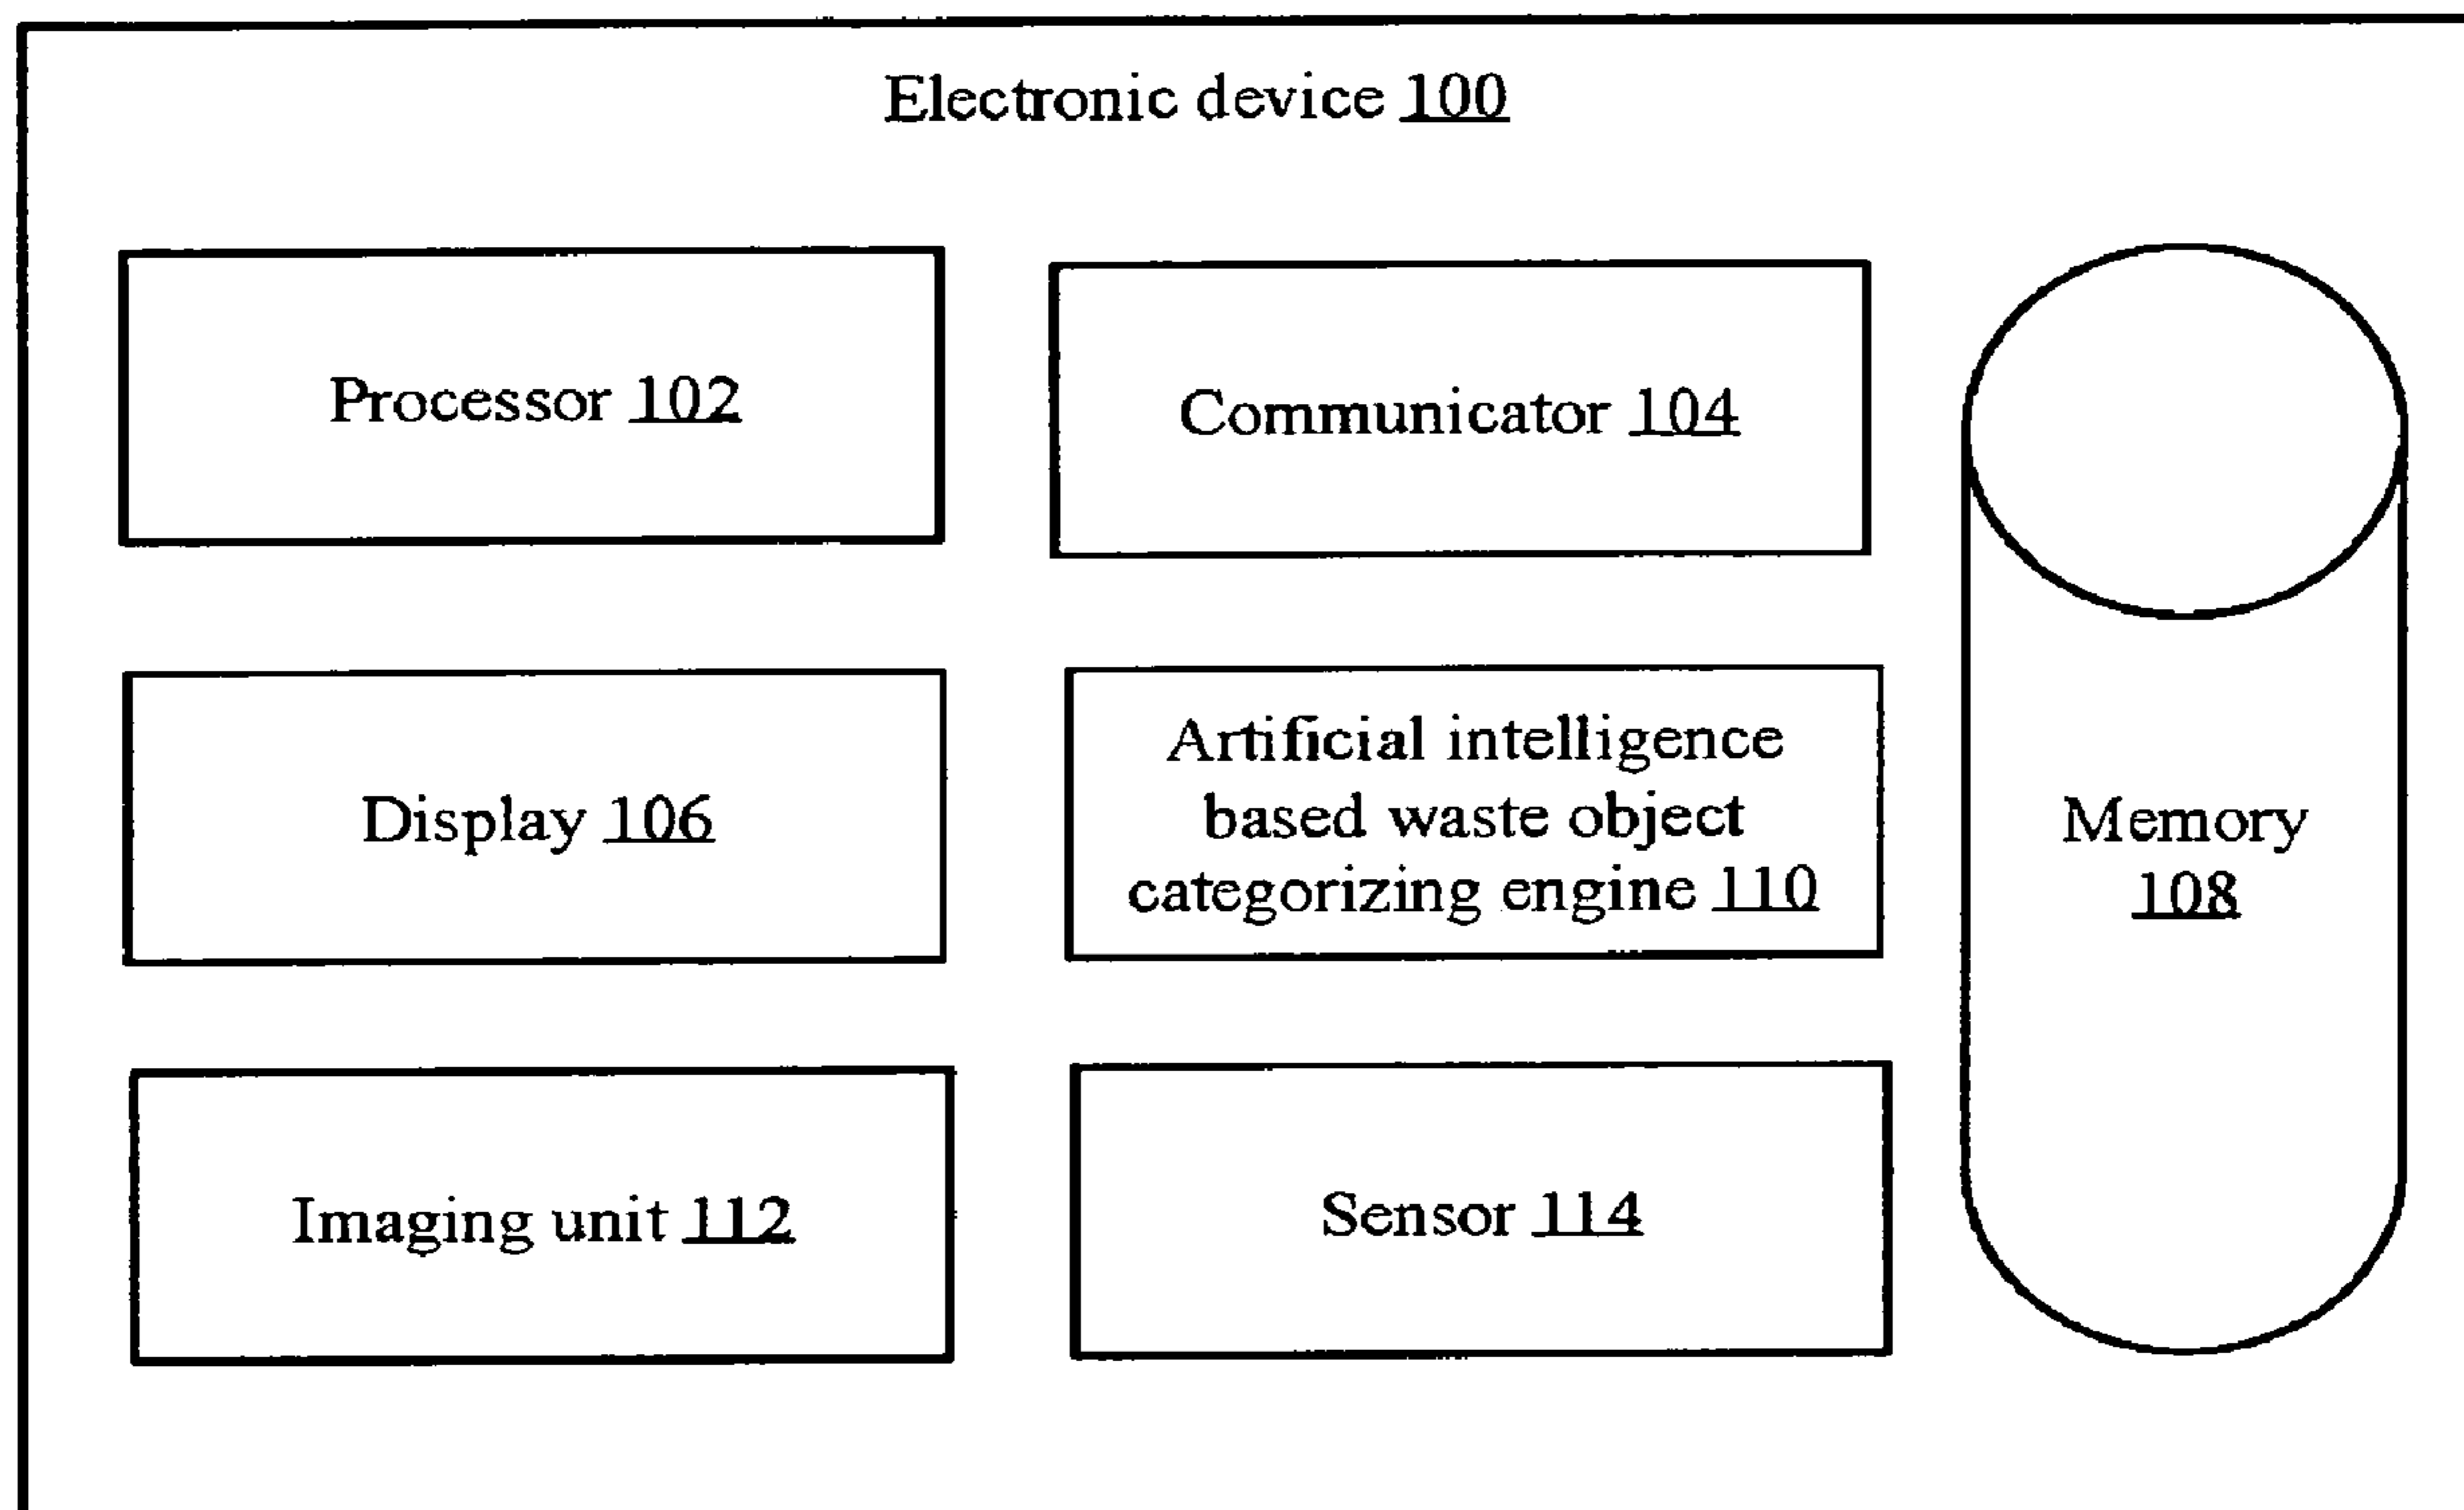 Electronic device 100
Processor 102
Communicator 104
Display 106
Artificial intelligence
based waste object
categorizing engine 110
Memory
108
Imaging unit 112
Sensor 114